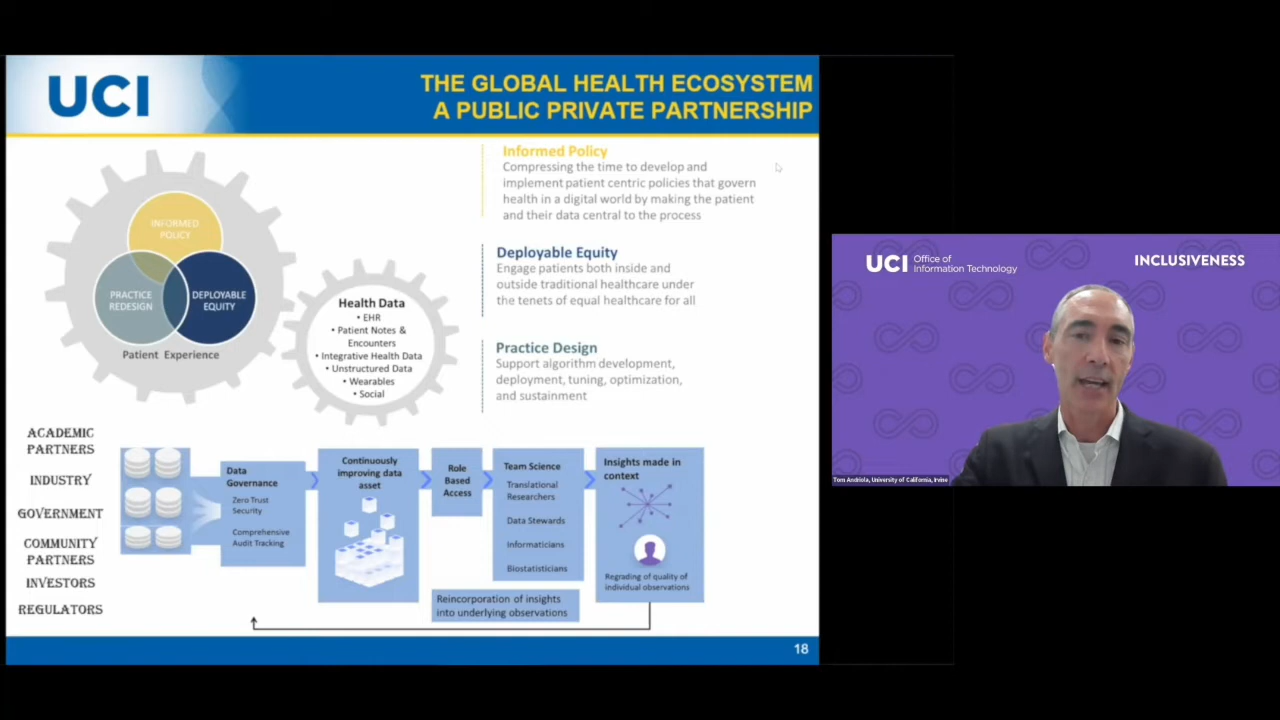 UCI
THE GLOBAL HEALTH ECOSYSTEM
A PUBLIC PRIVATE PARTNERSHIP
INFORMED
POLICY
PRACTICE
REDESIGN
DEPLOYABLE
EQUITY
Patient Experience
Health Data
• EHR
• Patient Notes &
Encounters
• Integrative Health Data
• Unstructured Data
• Wearables
• Social
Informed Policy
Compressing the time to develop and
implement patient centric policies that govern
health in a digital world by making the patient
and their data central to the process
Deployable Equity
Engage patients both inside and
outside traditional healthcare under
the tenets of equal healthcare for all
Practice Design
Support algorithm development,
deployment, tuning, optimization,
and sustainment
ACADEMIC
PARTNERS
INDUSTRY
GOVERNMENT
COMMUNITY
PARTNERS
INVESTORS
REGULATORS
Data
Governance
Zero Trust
Security
Comprehensive
Audit Tracking
Continuously
improving data
asset
Role
Based
Access
Team Science
Translational
Researchers
Data Stewards
Informaticians
Biostatisticians
Insights made in
context
Regrading of quality of
individual observations
Reincorporation of insights
into underlying observations
18
UCI Office of
Information Technology
INCLUSIVENESS
Tom Andriola, University of California, Irvine